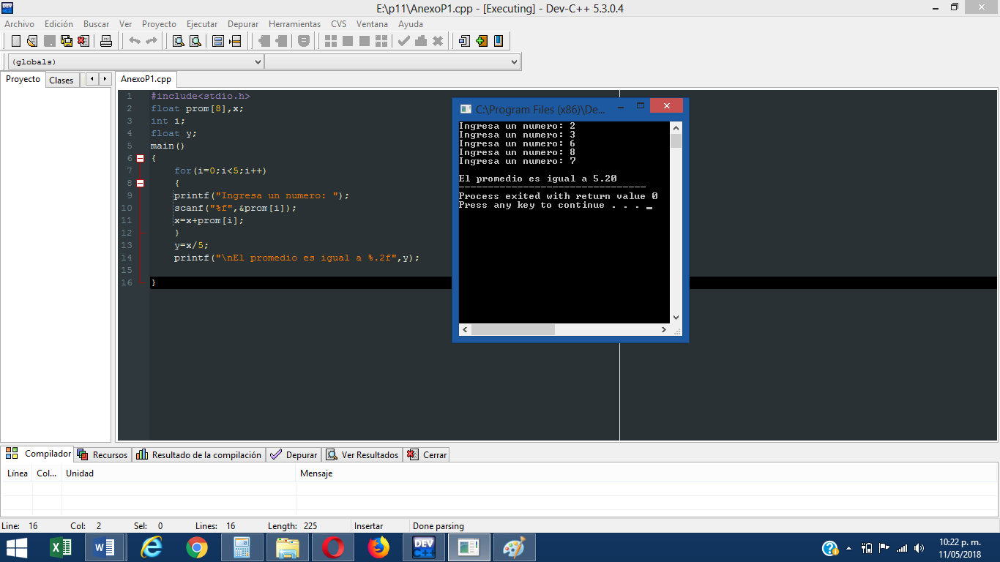 E:\p11\AnexoP1.cpp - [Executing] - Dev-C++ 5.3.0.4
Archivo Edición Buscar Ver Proyecto Ejecutar Depurar Herramientas CVS Ventana Ayuda
(globals)
Proyecto Clases
AnexoP1.cpp
1 #include<stdio.h>
2 float prom[8],x;
3 int i;
4 float y;
5 main()
6 {
7 for(i=0;i<5;i++)
8 {
9 printf("Ingresa un numero: ");
10 scanf("%f",&prom[i]);
11 x=x+prom[i];
12 }
13 y=x/5;
14 printf("\nEl promedio es igual a %.2f",y);
15
16 }
C:\Program Files (x86)\De...
Ingresa un numero: 2
Ingresa un numero: 3
Ingresa un numero: 6
Ingresa un numero: 8
Ingresa un numero: 7
El promedio es igual a 5.20
--------------------------------
Process exited with return value 0
Press any key to continue . . . _
Compilador Recursos Resultado de la compilación Depurar Ver Resultados Cerrar
Línea Col... Unidad Mensaje
Line: 16 Col: 2 Sel: 0 Lines: 16 Length: 225 Insertar Done parsing
DEV C++
10:22 p. m.
11/05/2018